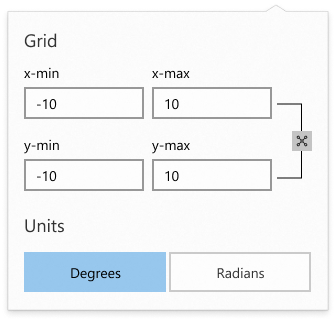 Grid
x-min x-max
-10 10
y-min y-max
-10 10
Units
Degrees Radians